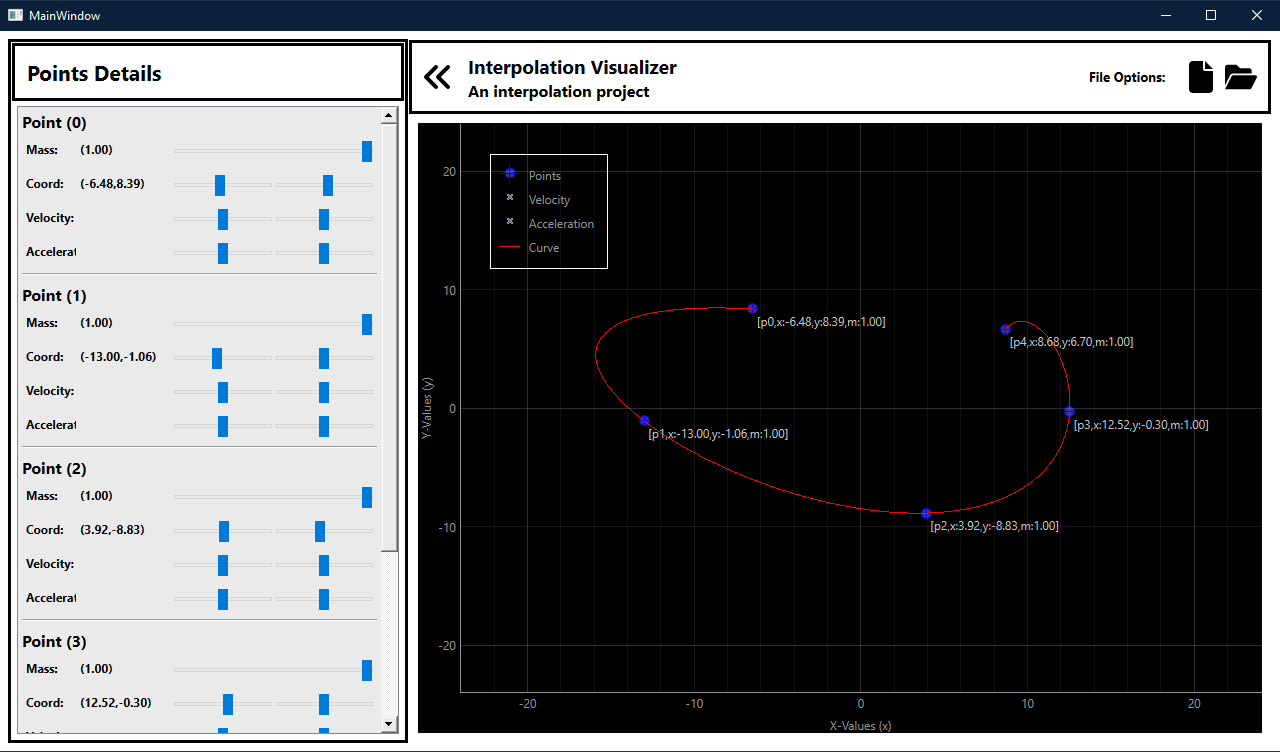 MainWindow
Points Details
Point (0)
Mass: (1.00)
Coord: (-6.48,8.39)
Velocity:
Accelerat
Point (1)
Mass: (1.00)
Coord: (-13.00,-1.06)
Velocity:
Accelerat
Point (2)
Mass: (1.00)
Coord: (3.92,-8.83)
Velocity:
Accelerat
Point (3)
Mass: (1.00)
Coord: (12.52,-0.30)
Interpolation Visualizer
An interpolation project
File Options:
Points
Velocity
Acceleration
Curve
20
10
0
-10
-20
Y-Values (y)
[p0,x:-6.48,y:8.39,m:1.00]
[p4,x:8.68,y:6.70,m:1.00]
[p3,x:12.52,y:-0.30,m:1.00]
[p1,x:-13.00,y:-1.06,m:1.00]
[p2,x:3.92,y:-8.83,m:1.00]
-20 -10 0 10 20
X-Values (x)